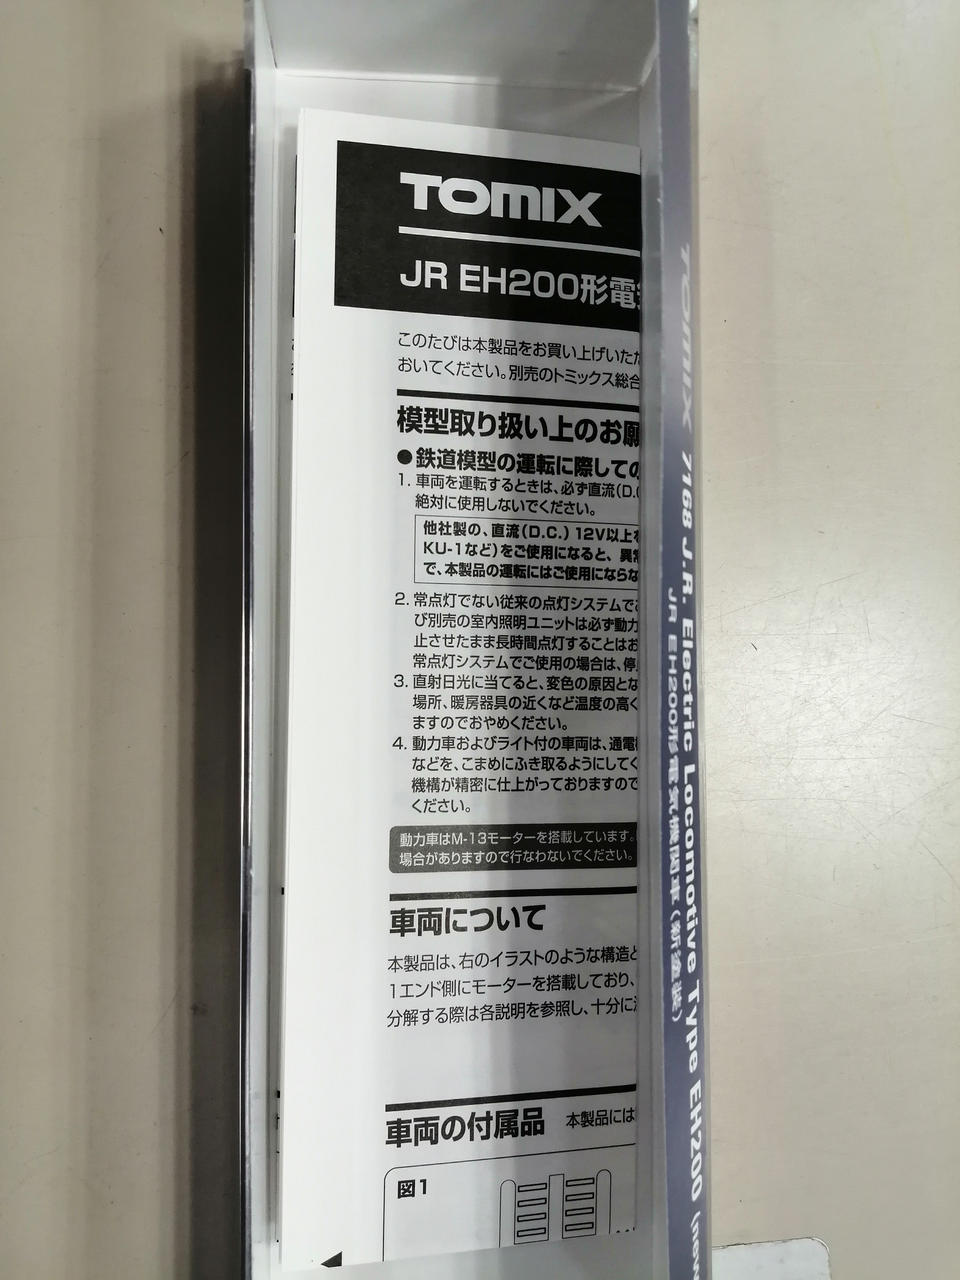 TOMIX
JR EH200形電
このたびは本製品をお買い上げいた
おいてください。別売のトミックス総合
模型取り扱い上のお願
●鉄道模型の運転に際しての
1. 車両を運転するときは、必ず直流(D.
絶対に使用しないでください。
他社製の、直流(D.C.) 12V以上
KU-1など)をご使用になると、異常
で、本製品の運転にはご使用にならな
2. 常点灯でない従来の点灯システムで
び別売の室内照明ユニットは必ず動力
止させたまま長時間点灯することはお
常点灯システムでご使用の場合は、停
3. 直射日光に当てると、変色の原因とな
場所、暖房器具の近くなど温度の高く
ますのでおやめください。
4. 動力車およびライト付の車両は、通電
などを、こまめにふき取るようにしてく
機構が精密に仕上がっておりますので
ください。
動力車はM-13モーターを搭載しています。
場合がありますので行なわないでください。
車両について
本製品は、右のイラストのような構造と
1エンド側にモーターを搭載しており、
分解する際は各説明を参照し、十分に
車両の付属品 本製品には
図1
TOMIX 7168 J.R. Electric Locomotive Type EH200 (new
JR EH200形電気機関車(新塗装)